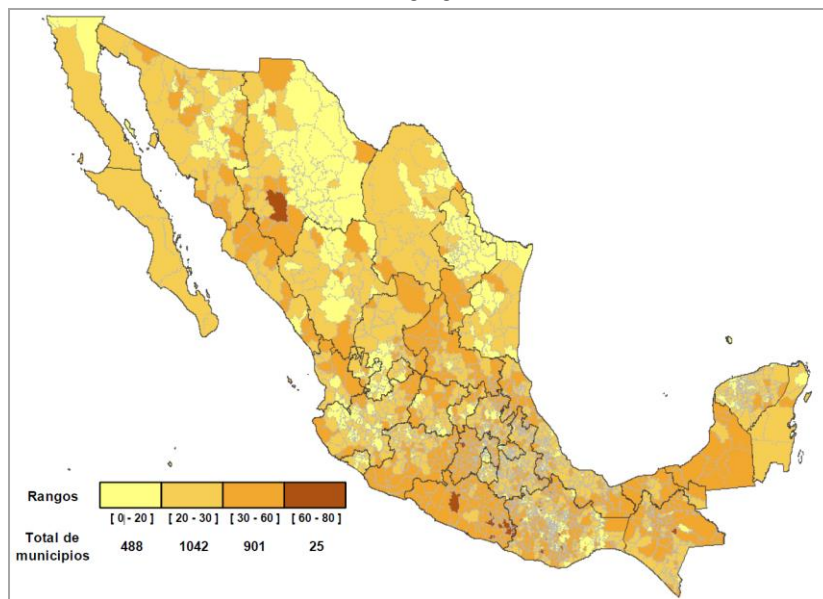 Rangos
[ 0 - 20 ] [ 20 - 30 ] [ 30 - 60 ] [ 60 - 80 ]
Total de
municipios
488 1042 901 25